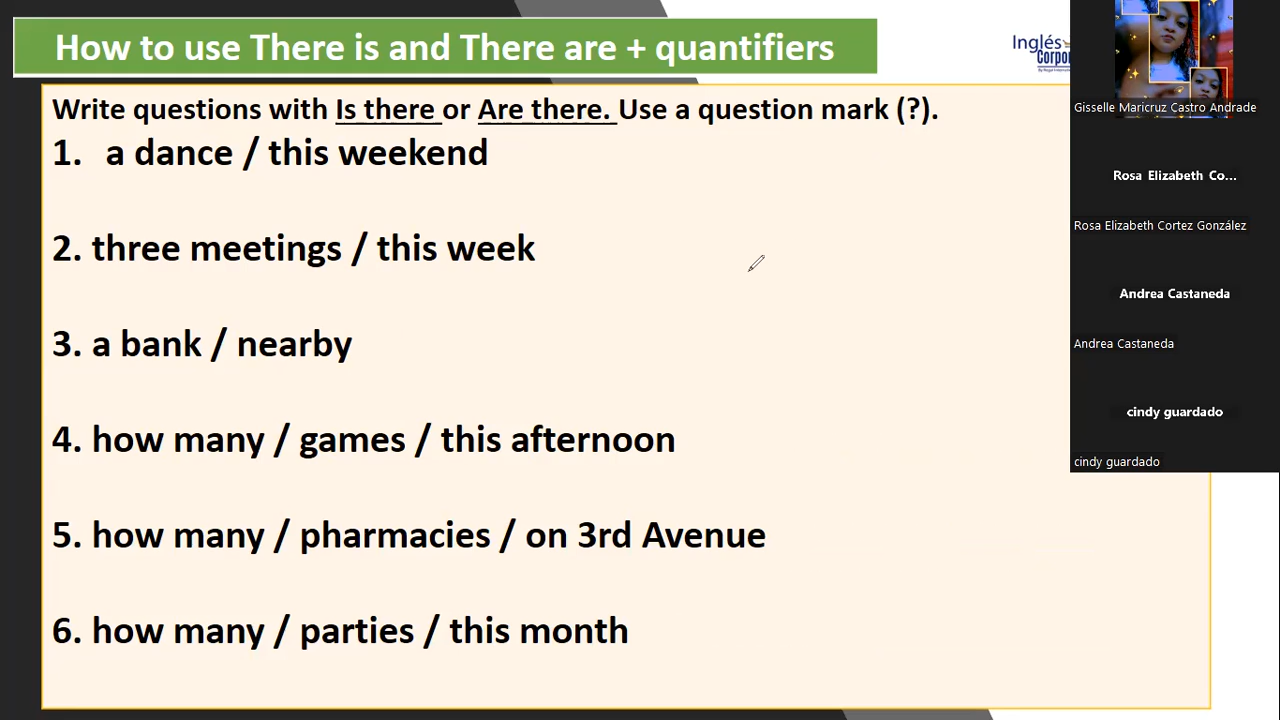 How to use There is and There are + quantifiers
Inglés
Corpor
Write questions with Is there or Are there. Use a question mark (?).
1. a dance / this weekend
2. three meetings / this week
3. a bank / nearby
4. how many / games / this afternoon
5. how many / pharmacies / on 3rd Avenue
6. how many / parties / this month
Gisselle Maricruz Castro Andrade
Rosa Elizabeth Co...
Rosa Elizabeth Cortez González
Andrea Castaneda
Andrea Castaneda
cindy guardado
cindy guardado